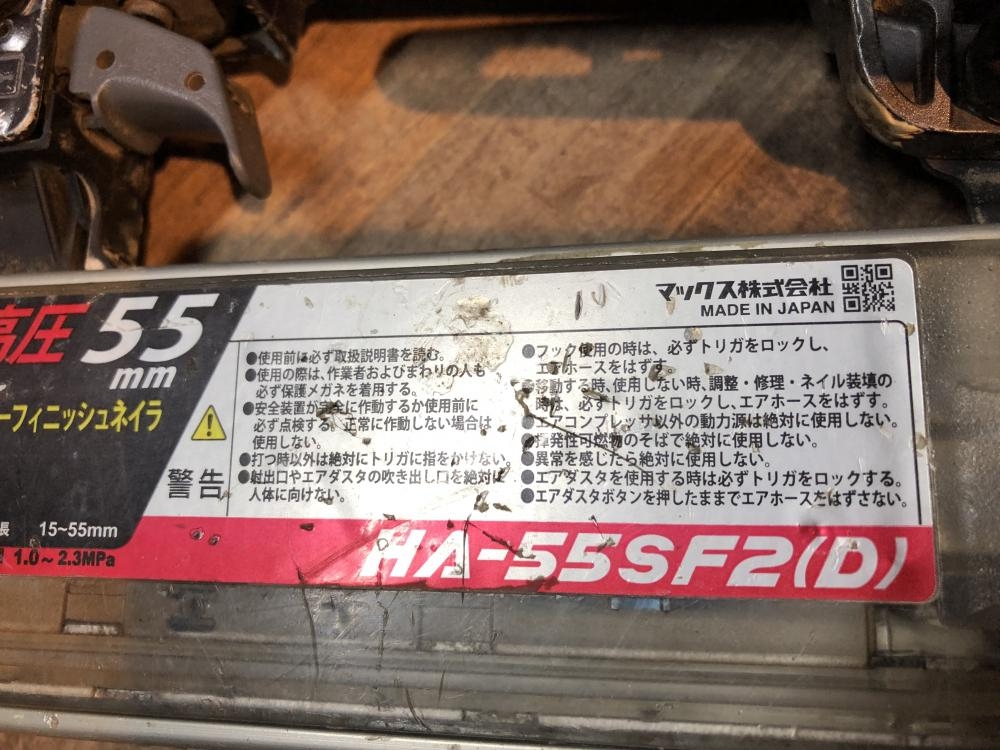 高圧 55
mm
ーフィニッシュネイラ
長 15~55mm
1.0~2.3MPa
マックス株式会社
MADE IN JAPAN
警告
●使用前に必ず取扱説明書を読む。
●使用の際は、作業者およびまわりの人も
必ず保護メガネを着用する。
●安全装置が完全に作動するか使用前に
必ず点検する。正常に作動しない場合は
使用しない。
●打つ時以外は絶対にトリガに指をかけない。
●射出口やエアダスタの吹き出し口を絶対に
人体に向けない。
●フック使用の時は、必ずトリガをロックし、
エアホースをはずす。
●移動する時、使用しない時、調整・修理・ネイル装填の
時は、必ずトリガをロックし、エアホースをはずす。
●エアコンプレッサ以外の動力源は絶対に使用しない。
●揮発性可燃物のそばで絶対に使用しない。
●異常を感じたら絶対に使用しない。
●エアダスタを使用する時は必ずトリガをロックする。
●エアダスタボタンを押したままでエアホースをはずさない。
HA-55SF2(D)